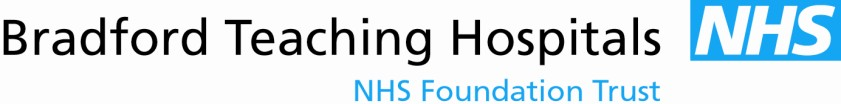 Bradford Teaching Hospitals NHS
NHS Foundation Trust